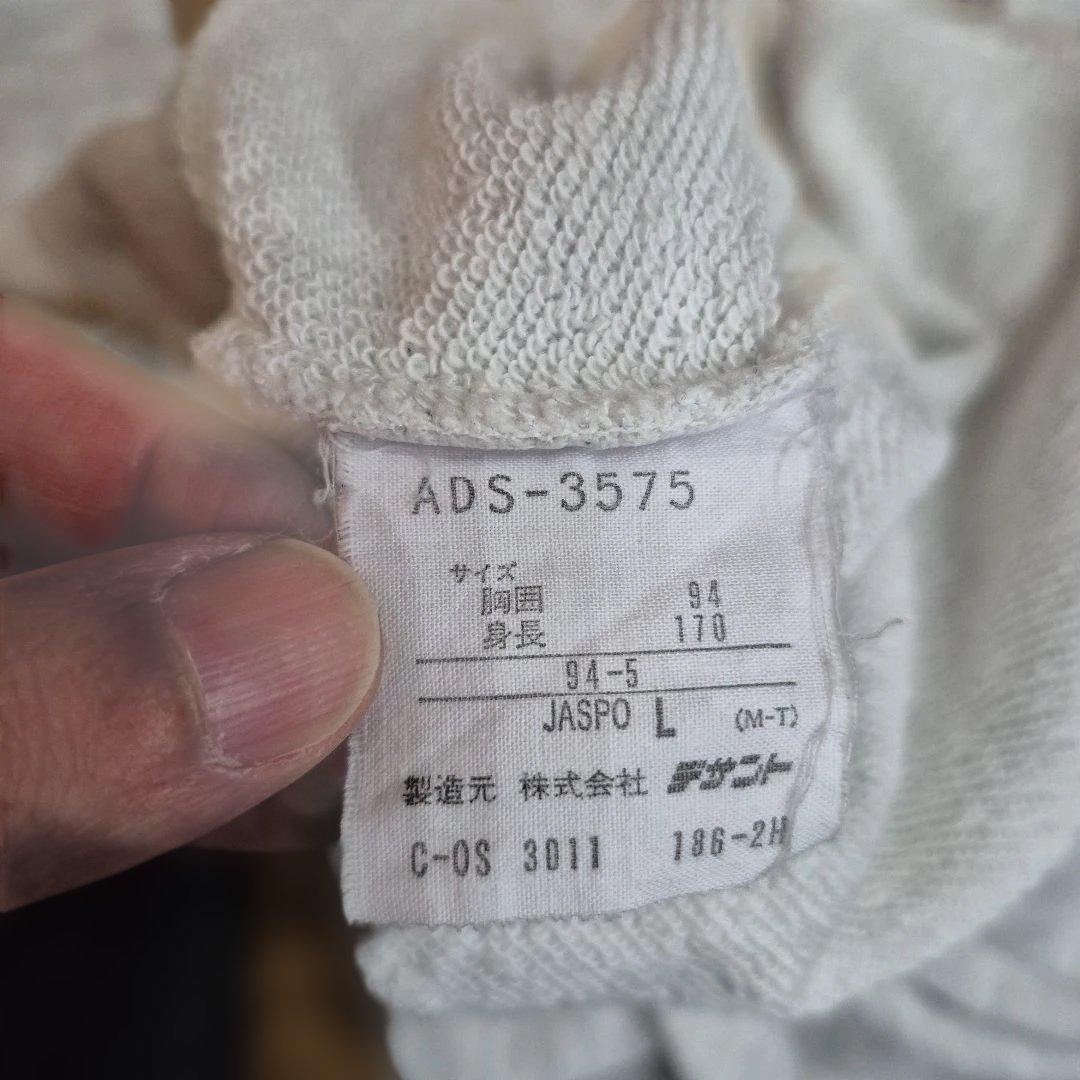 ADS-3575
サイズ
胸囲 94
身長 170
94-5
JASPO L (M-T)
製造元 株式会社 デサント
C-OS 3011 186-2H